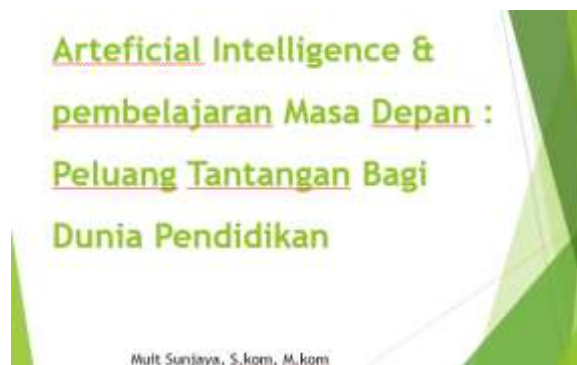 Arteficial Intelligence &
pembelajaran Masa Depan :
Peluang Tantangan Bagi
Dunia Pendidikan
Muit Sunjaya, S.kom, M.kom